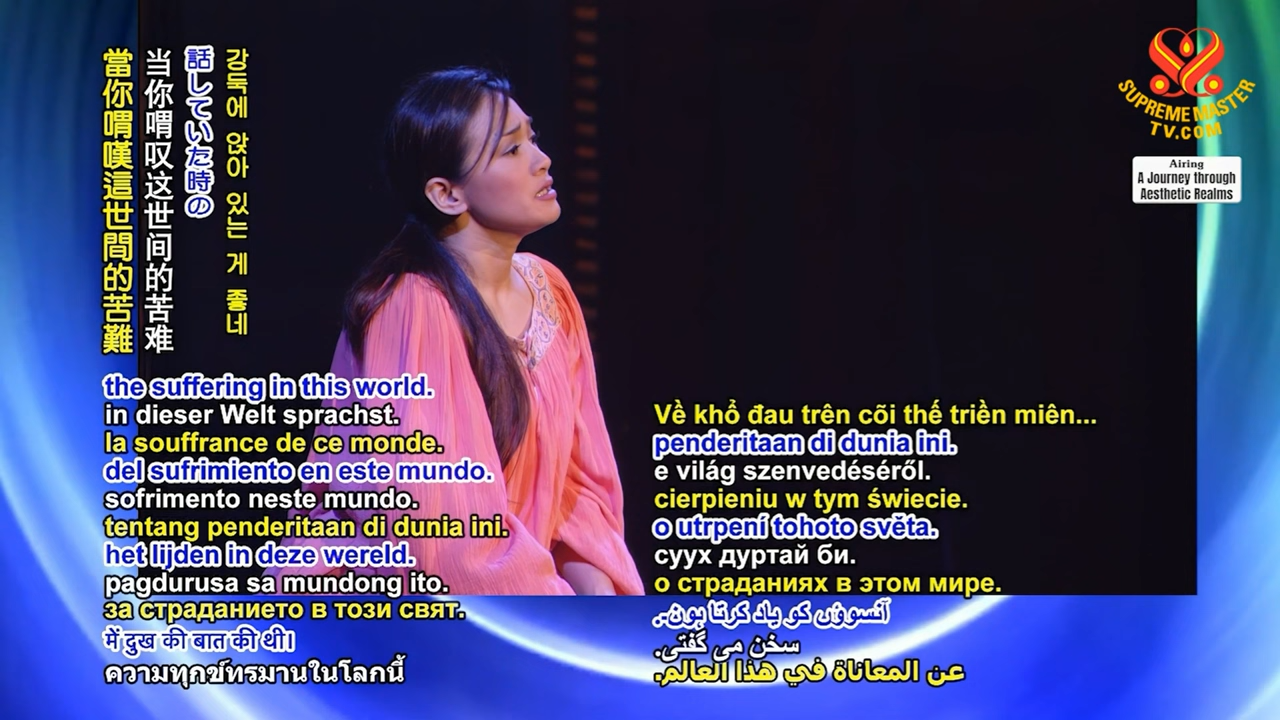 當你喟嘆這世間的苦難
当你喟叹这世间的苦难
話していた時の
강둑에 앉아 있는 게 좋네
the suffering in this world.
in dieser Welt sprachst.
la souffrance de ce monde.
del sufrimiento en este mundo.
sofrimento neste mundo.
tentang penderitaan di dunia ini.
het lijden in deze wereld.
pagdurusa sa mundong ito.
за страданието в този свят.
में दुख की बात की थी।
ความทุกข์ทรมานในโลกนี้
Về khổ đau trên cõi thế triền miên...
penderitaan di dunia ini.
e világ szenvedéséről.
cierpieniu w tym świecie.
o utrpení tohoto světa.
суух дуртай би.
о страданиях в этом мире.
آنسوؤں کو یاد کرتا ہوں۔.
سخن می گفتی.
عن المعاناة في هذا العالم.
SUPREME MASTER
TV.COM
Airing
A Journey through
Aesthetic Realms